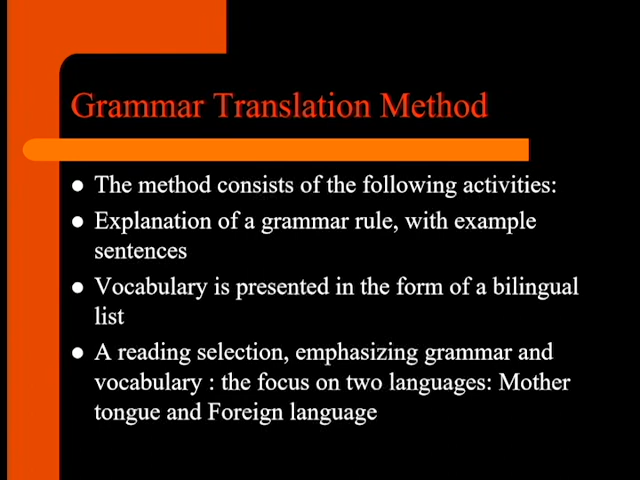 Grammar Translation Method
● The method consists of the following activities:
● Explanation of a grammar rule, with example
sentences
● Vocabulary is presented in the form of a bilingual
list
● A reading selection, emphasizing grammar and
vocabulary : the focus on two languages: Mother
tongue and Foreign language